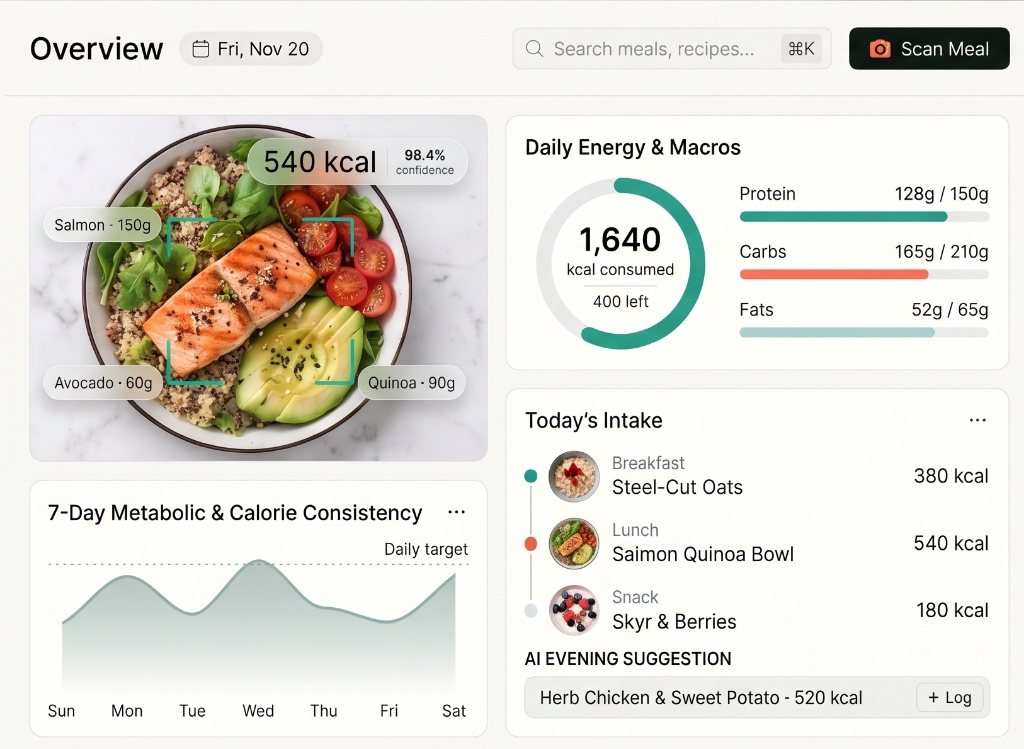 Overview
Fri, Nov 20
Search meals, recipes...
⌘K
Scan Meal
540 kcal
98.4%
confidence
Salmon · 150g
Avocado · 60g
Quinoa · 90g
Daily Energy & Macros
1,640
kcal consumed
400 left
Protein 128g / 150g
Carbs 165g / 210g
Fats 52g / 65g
7-Day Metabolic & Calorie Consistency
Daily target
Sun Mon Tue Wed Thu Fri Sat
Today's Intake
Breakfast
Steel-Cut Oats
380 kcal
Lunch
Saimon Quinoa Bowl
540 kcal
Snack
Skyr & Berries
180 kcal
AI EVENING SUGGESTION
Herb Chicken & Sweet Potato - 520 kcal
+ Log